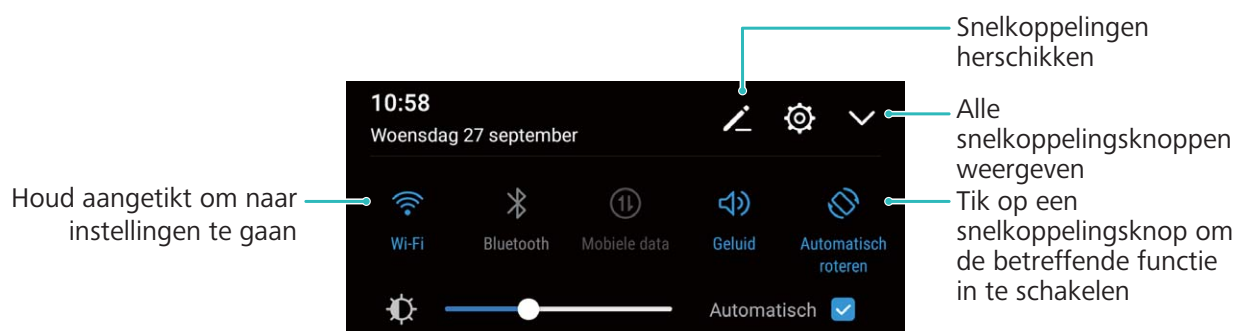 Snelkoppelingen
herschikken
10:58
Woensdag 27 september
Alle
snelkoppelingsknoppen
weergeven
Houd aangetikt om naar
instellingen te gaan
Wi-Fi
Bluetooth
Mobiele data
Geluid
Automatisch
roteren
Tik op een
snelkoppelingsknop om
de betreffende functie
in te schakelen
Automatisch